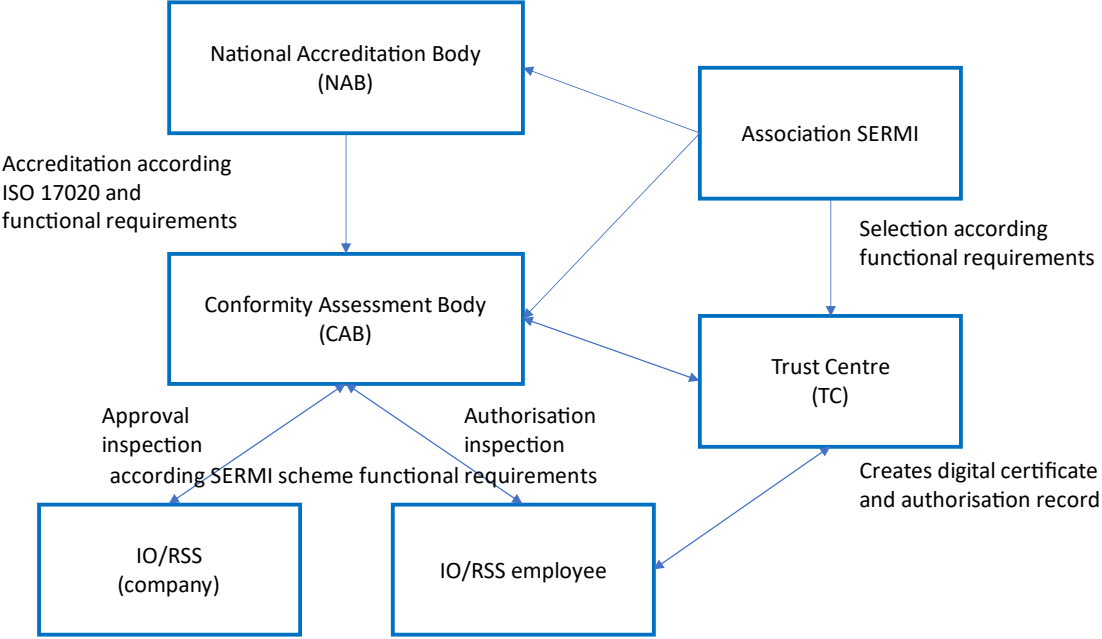 National Accreditation Body
(NAB)
Association SERMI
Accreditation according
ISO 17020 and
functional requirements
Selection according
functional requirements
Conformity Assessment Body
(CAB)
Trust Centre
(TC)
Approval
inspection
Authorisation
inspection
according SERMI scheme functional requirements
Creates digital certificate
and authorisation record
IO/RSS
(company)
IO/RSS employee